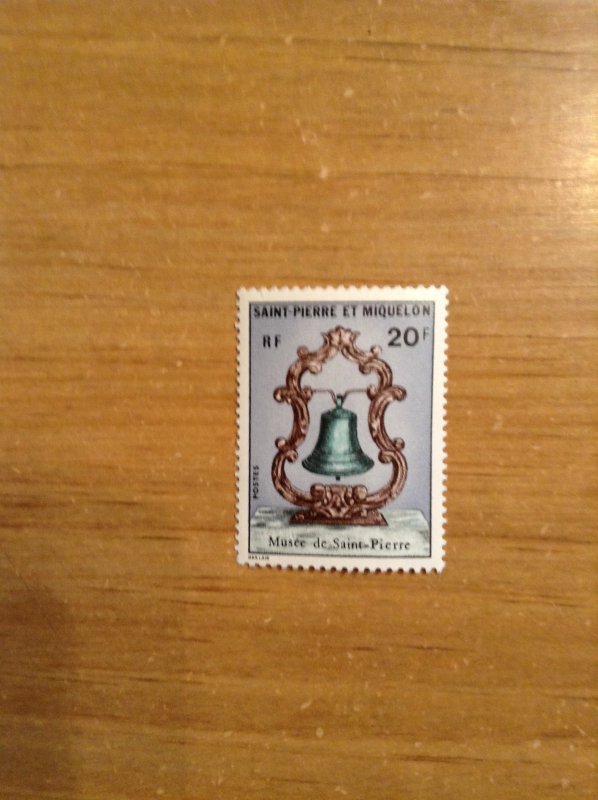 SAINT-PIERRE ET MIQUELON
RF 20F
POSTES
Musée de Saint-Pierre